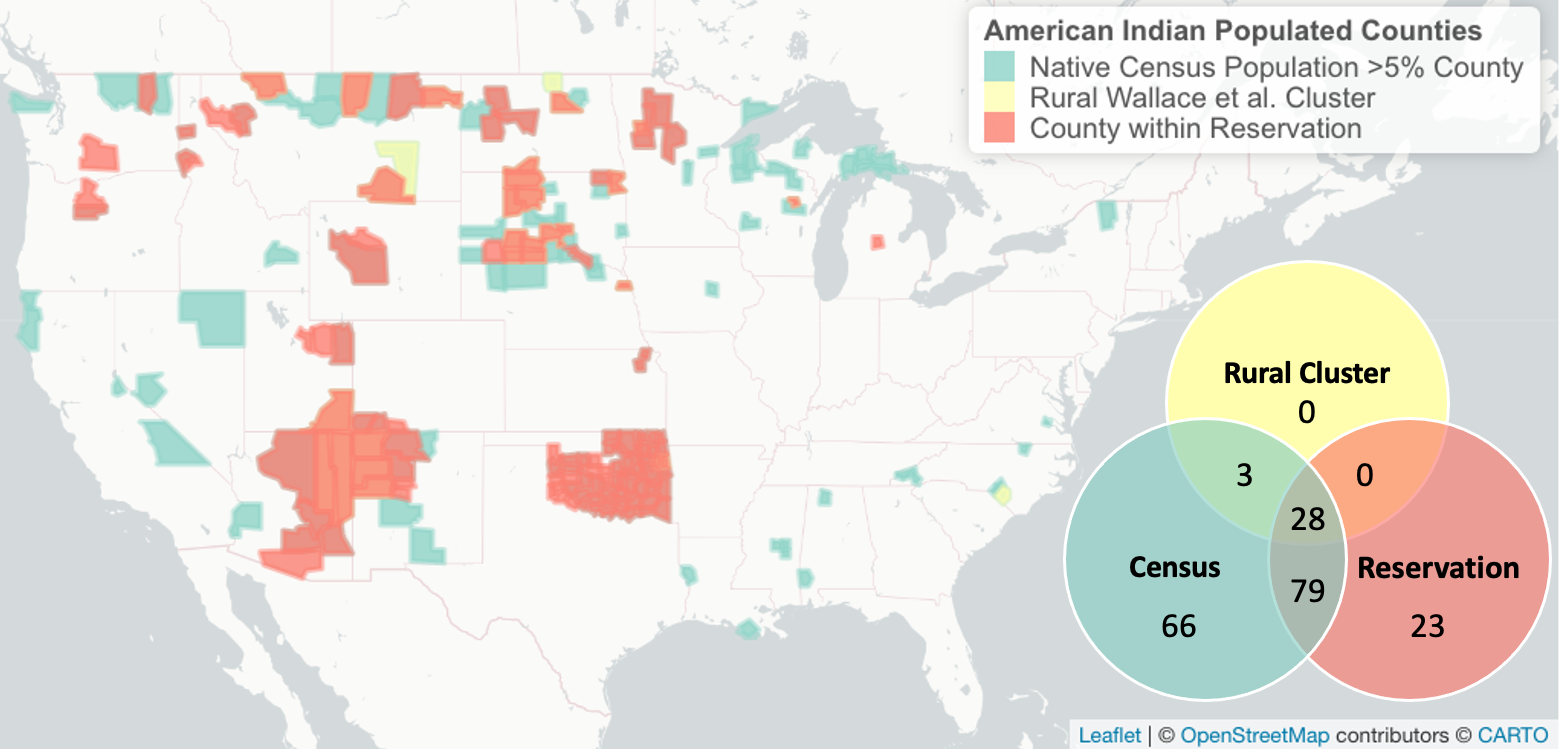 American Indian Populated Counties
Native Census Population >5% County
Rural Wallace et al. Cluster
County within Reservation
Rural Cluster
0
3
0
28
Census
Reservation
79
66
23
Leaflet | © OpenStreetMap contributors © CARTO